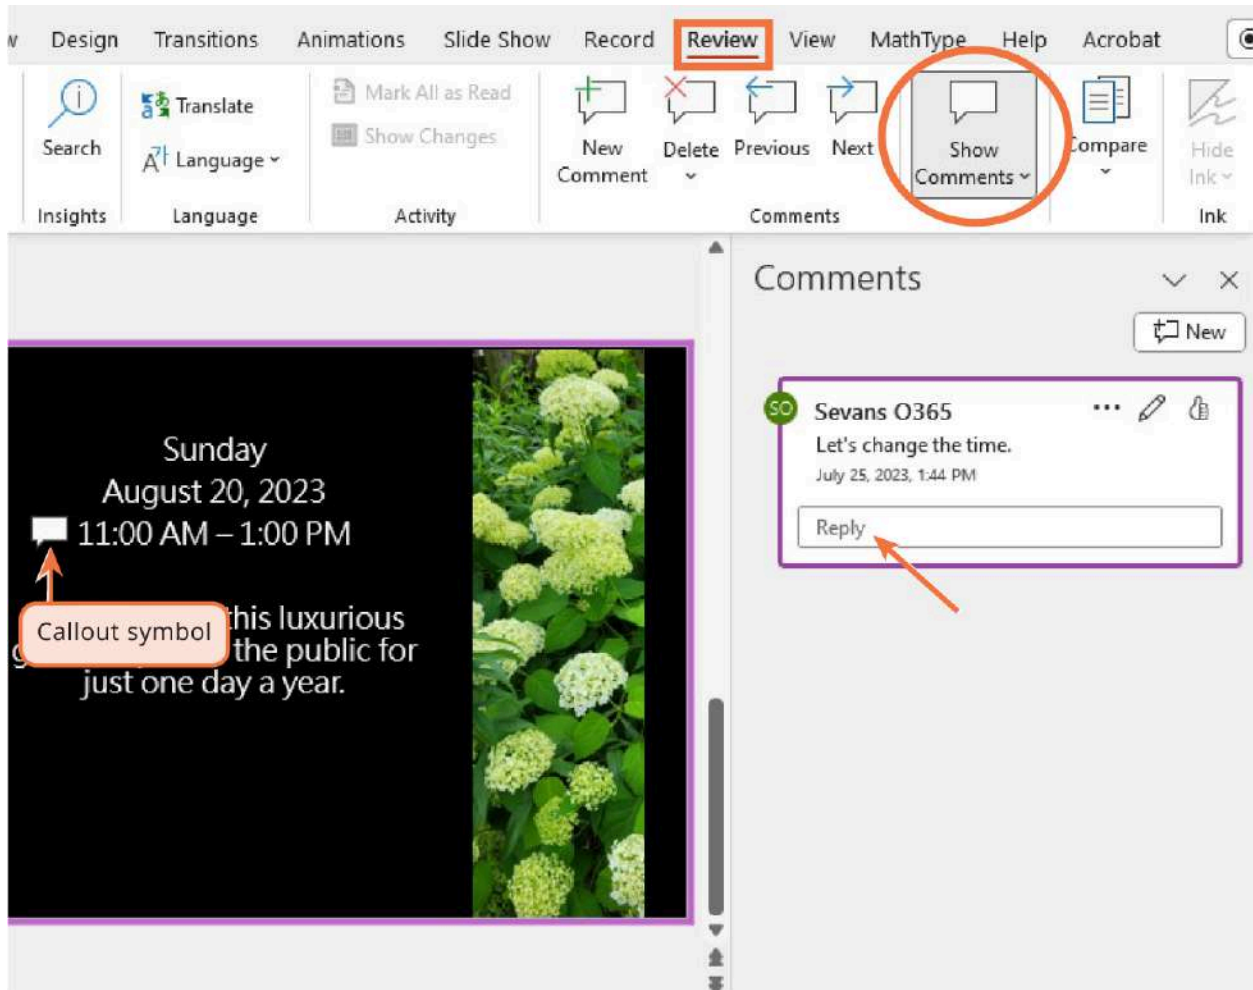 Design Transitions Animations Slide Show Record Review View MathType Help Acrobat
Search
Translate
Language
Mark All as Read
Show Changes
New Comment
Delete
Previous
Next
Show Comments
Compare
Hide Ink
Insights Language Activity Comments Ink
Sunday
August 20, 2023
11:00 AM – 1:00 PM
Callout symbol
this luxurious
the public for
just one day a year.
Comments
New
SO
Sevans O365
Let's change the time.
July 25, 2023, 1:44 PM
Reply